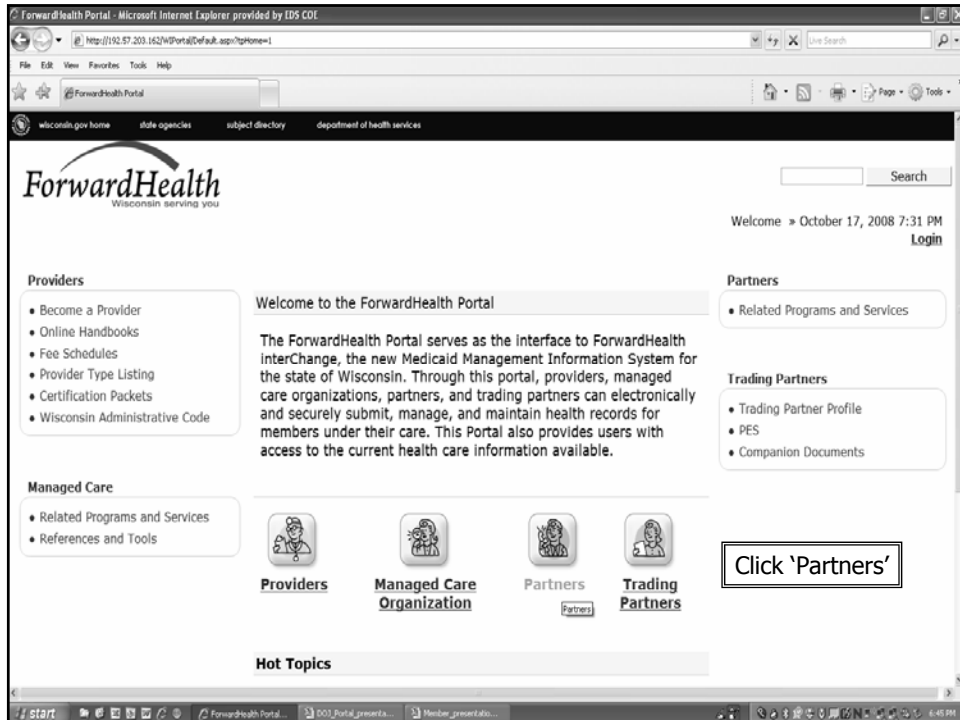 ForwardHealth Portal - Microsoft Internet Explorer provided by EDS COE
http://192.57.203.162/WIPortal/Default.aspx?tpHome=1
Live Search
File Edit View Favorites Tools Help
ForwardHealth Portal
Page Tools
wisconsin.gov home state agencies subject directory department of health services
ForwardHealth
Wisconsin serving you
Search
Welcome » October 17, 2008 7:31 PM
Login
Providers
• Become a Provider
• Online Handbooks
• Fee Schedules
• Provider Type Listing
• Certification Packets
• Wisconsin Administrative Code
Managed Care
• Related Programs and Services
• References and Tools
Welcome to the ForwardHealth Portal
The ForwardHealth Portal serves as the interface to ForwardHealth
interChange, the new Medicaid Management Information System for
the state of Wisconsin. Through this portal, providers, managed
care organizations, partners, and trading partners can electronically
and securely submit, manage, and maintain health records for
members under their care. This Portal also provides users with
access to the current health care information available.
Providers
Managed Care
Organization
Partners
Partners
Trading
Partners
Hot Topics
Partners
• Related Programs and Services
Trading Partners
• Trading Partner Profile
• PES
• Companion Documents
Click ‘Partners’
start
ForwardHealth Portal...
DOJ_Portal_presenta...
Member_presentatio...
6:45 PM